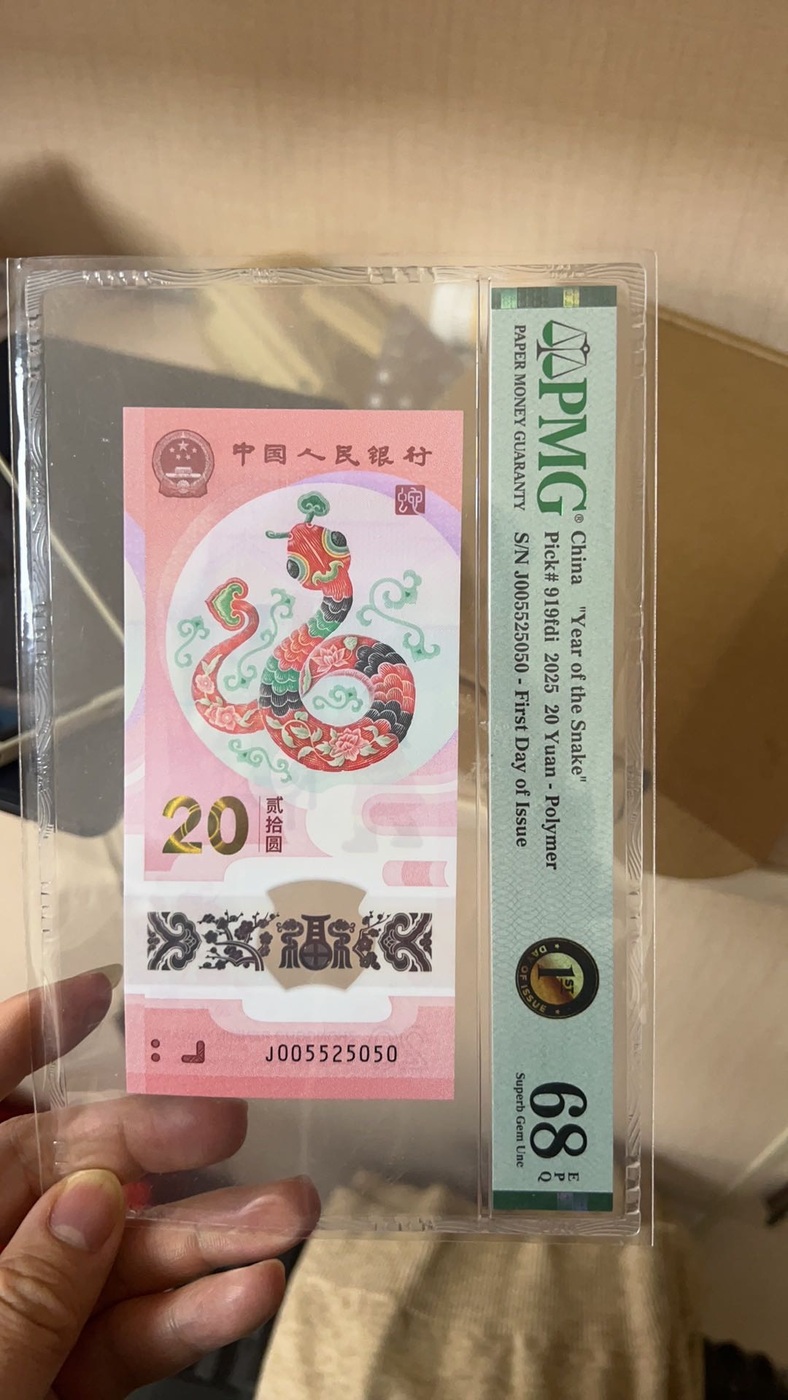 中国人民银行
蛇
20
贰拾圆
J005525050
PMG®
PAPER MONEY GUARANTY
China "Year of the Snake"
Pick# 919fdi 2025 20 Yuan - Polymer
S/N J005525050 - First Day of Issue
1ST
DAY OF ISSUE
68 EPQ
Superb Gem Unc